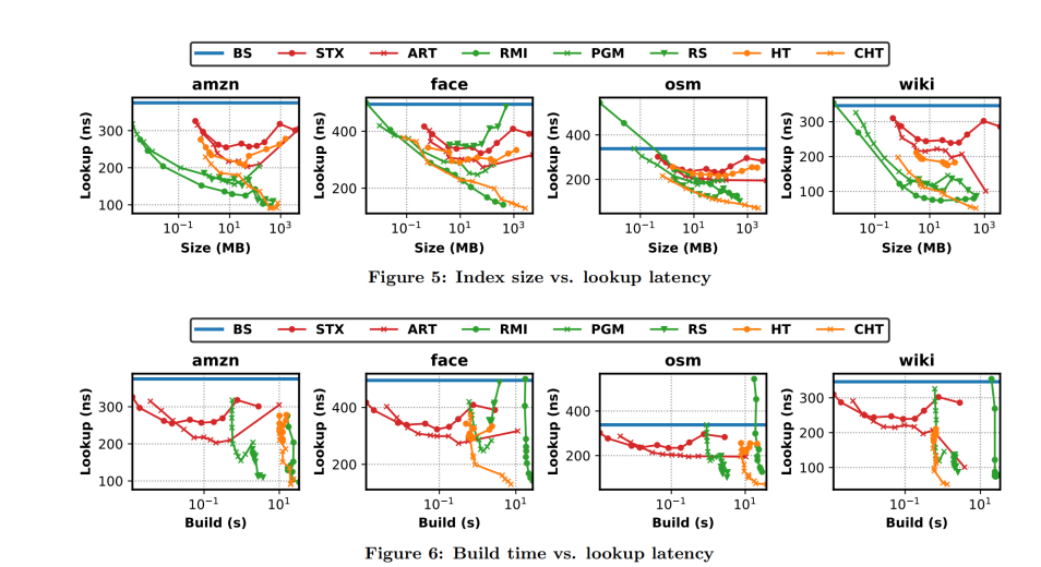 BS STX ART RMI PGM RS HT CHT
amzn face osm wiki
Lookup (ns) Lookup (ns) Lookup (ns) Lookup (ns)
300 400 400 300
200 200 200 200
100 100
10⁻¹ 10¹ 10³ 10⁻¹ 10¹ 10³ 10⁻¹ 10¹ 10³ 10⁻¹ 10¹ 10³
Size (MB) Size (MB) Size (MB) Size (MB)
Figure 5: Index size vs. lookup latency
BS STX ART RMI PGM RS HT CHT
amzn face osm wiki
Lookup (ns) Lookup (ns) Lookup (ns) Lookup (ns)
300 400 400 300
200 200 200 200
100 100
10⁻¹ 10¹ 10⁻¹ 10¹ 10⁻¹ 10¹ 10⁻¹ 10¹
Build (s) Build (s) Build (s) Build (s)
Figure 6: Build time vs. lookup latency